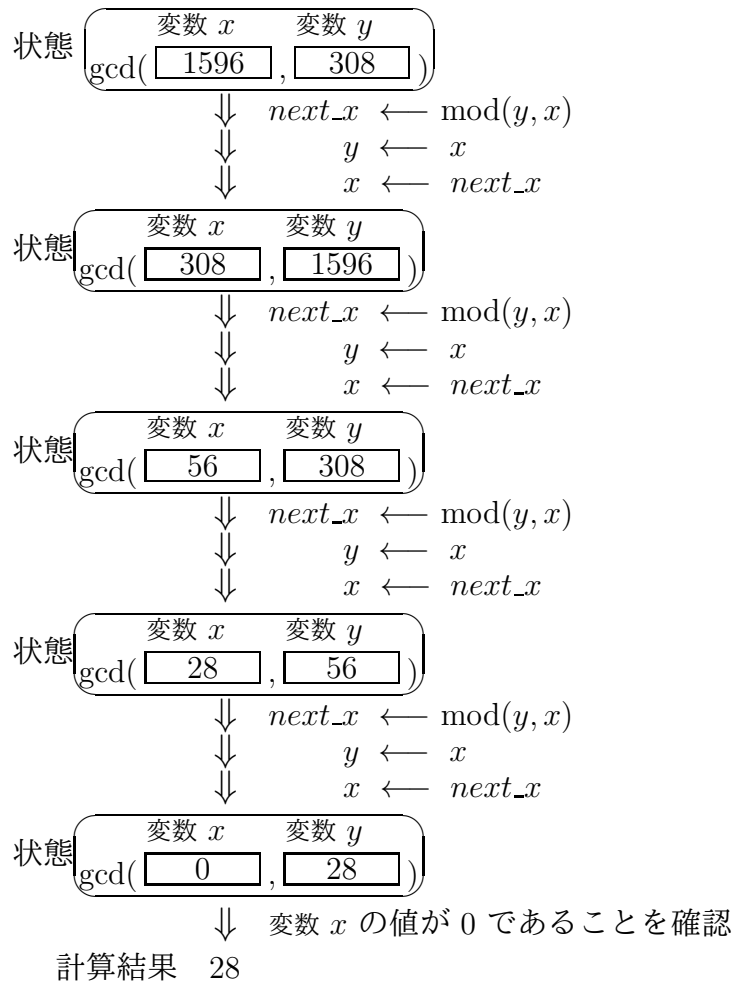 変数 x 変数 y
状態 gcd( 1596 , 308 )
⇓ next_x ⟵ mod(y, x)
⇓ y ⟵ x
⇓ x ⟵ next_x
変数 x 変数 y
状態 gcd( 308 , 1596 )
⇓ next_x ⟵ mod(y, x)
⇓ y ⟵ x
⇓ x ⟵ next_x
変数 x 変数 y
状態 gcd( 56 , 308 )
⇓ next_x ⟵ mod(y, x)
⇓ y ⟵ x
⇓ x ⟵ next_x
変数 x 変数 y
状態 gcd( 28 , 56 )
⇓ next_x ⟵ mod(y, x)
⇓ y ⟵ x
⇓ x ⟵ next_x
変数 x 変数 y
状態 gcd( 0 , 28 )
⇓ 変数 x の値が 0 であることを確認
計算結果 28